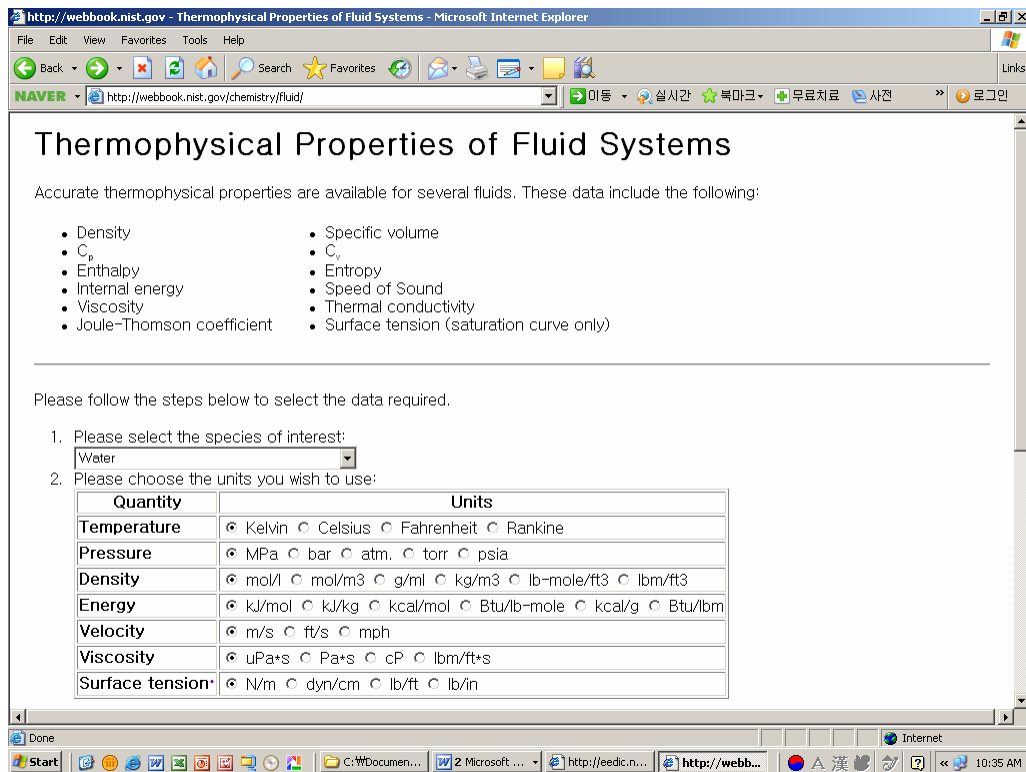 http://webbook.nist.gov - Thermophysical Properties of Fluid Systems - Microsoft Internet Explorer
File Edit View Favorites Tools Help
Back Search Favorites Links
NAVER http://webbook.nist.gov/chemistry/fluid/ 이동 실시간 북마크 무료치료 사전 » 로그인
Thermophysical Properties of Fluid Systems
Accurate thermophysical properties are available for several fluids. These data include the following:
• Density • Specific volume
• Cp • Cv
• Enthalpy • Entropy
• Internal energy • Speed of Sound
• Viscosity • Thermal conductivity
• Joule-Thomson coefficient • Surface tension (saturation curve only)
Please follow the steps below to select the data required.
1. Please select the species of interest:
Water
2. Please choose the units you wish to use:
Quantity Units
Temperature Kelvin Celsius Fahrenheit Rankine
Pressure MPa bar atm. torr psia
Density mol/l mol/m3 g/ml kg/m3 lb-mole/ft3 lbm/ft3
Energy kJ/mol kJ/kg kcal/mol Btu/lb-mole kcal/g Btu/lbm
Velocity m/s ft/s mph
Viscosity uPa*s Pa*s cP lbm/ft*s
Surface tension* N/m dyn/cm lb/ft lb/in
Done Internet
Start C:₩Documen... 2 Microsoft ... http://eedic.n... http://webb... A 漢 « 10:35 AM